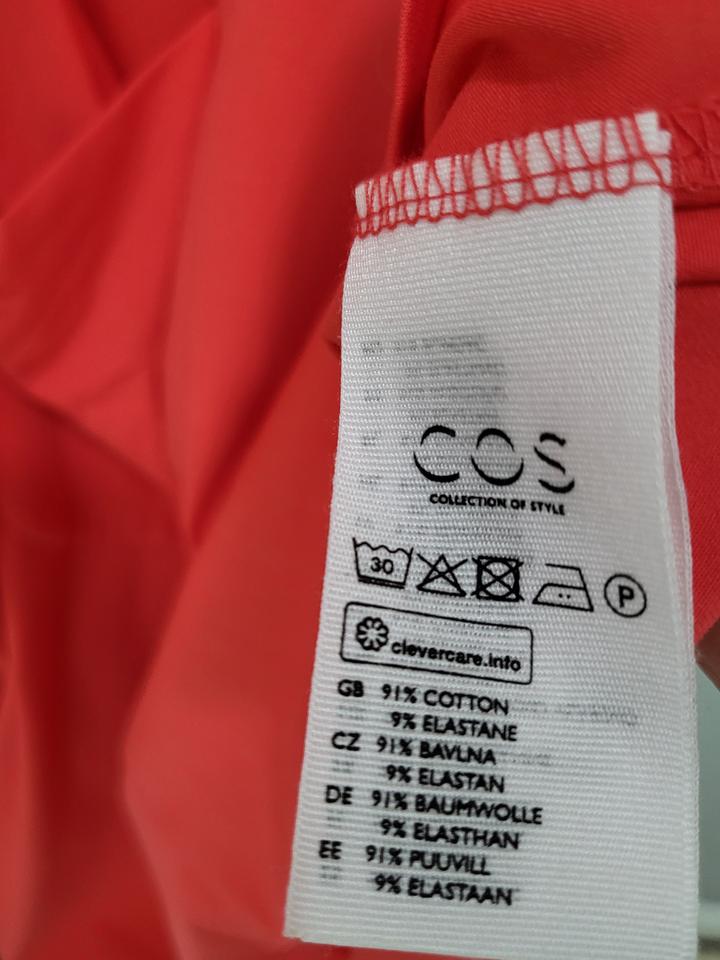 COS
COLLECTION OF STYLE
30
P
clevercare.info
GB 91% COTTON
9% ELASTANE
CZ 91% BAVLNA
9% ELASTAN
DE 91% BAUMWOLLE
9% ELASTHAN
EE 91% PUUVILL
9% ELASTAAN